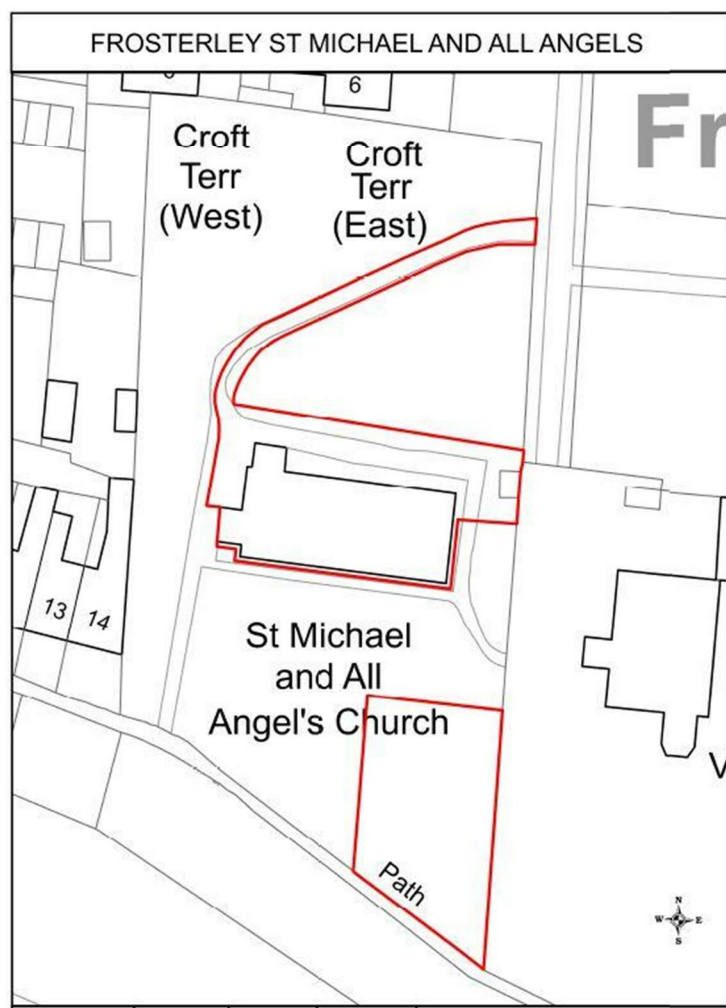 FROSTERLEY ST MICHAEL AND ALL ANGELS
6
Croft
Terr
(West)
Croft
Terr
(East)
13
14
St Michael
and All
Angel's Church
Path
N
W
E
S